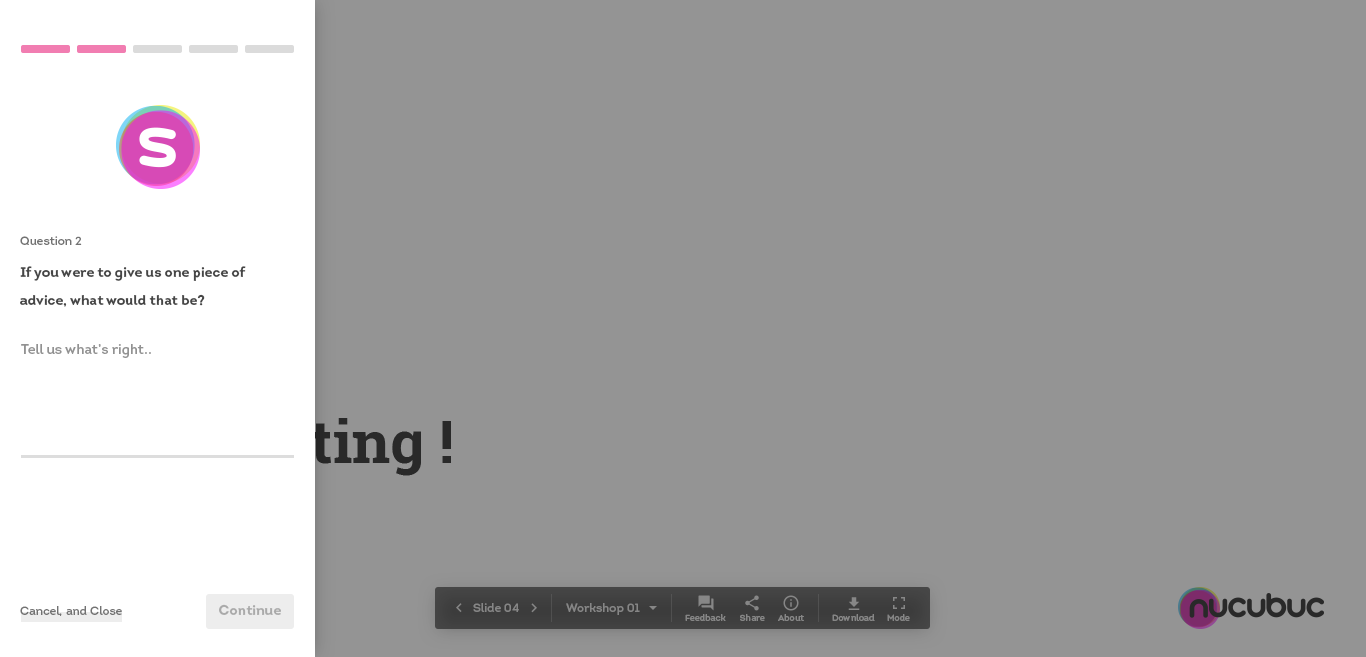 s
Question 2
If you were to give us one piece of
advice, what would that be?
Tell us what's right..
ting !
Cancel, and Close
Continue
Slide 04
Workshop 01
Feedback
Share
About
Download
Mode
nucubuc